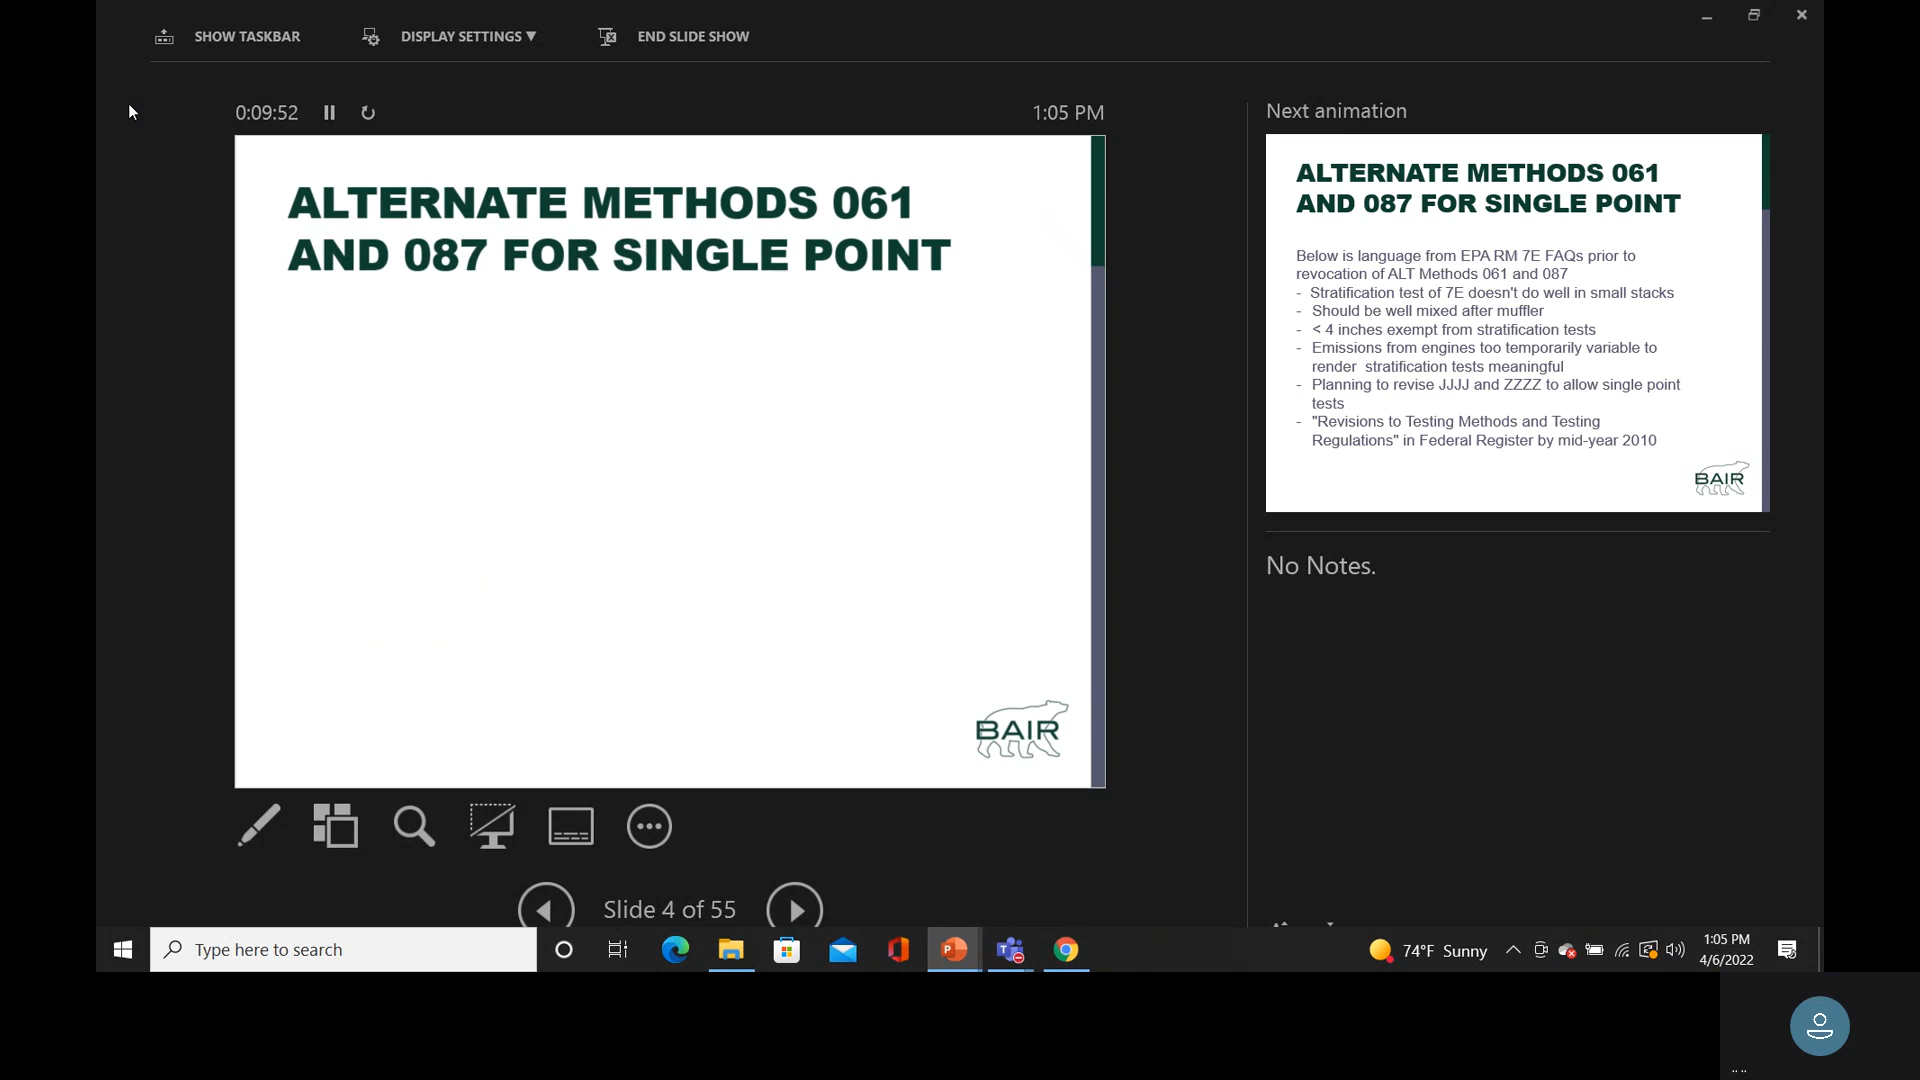 SHOW TASKBAR
DISPLAY SETTINGS ▼
END SLIDE SHOW
0:09:52
1:05 PM
ALTERNATE METHODS 061
AND 087 FOR SINGLE POINT
BAIR
Slide 4 of 55
Next animation
ALTERNATE METHODS 061
AND 087 FOR SINGLE POINT
Below is language from EPA RM 7E FAQs prior to
revocation of ALT Methods 061 and 087
- Stratification test of 7E doesn't do well in small stacks
- Should be well mixed after muffler
- < 4 inches exempt from stratification tests
- Emissions from engines too temporarily variable to
render stratification tests meaningful
- Planning to revise JJJJ and ZZZZ to allow single point
tests
- "Revisions to Testing Methods and Testing
Regulations" in Federal Register by mid-year 2010
BAIR
No Notes.
Type here to search
74°F Sunny
1:05 PM
4/6/2022